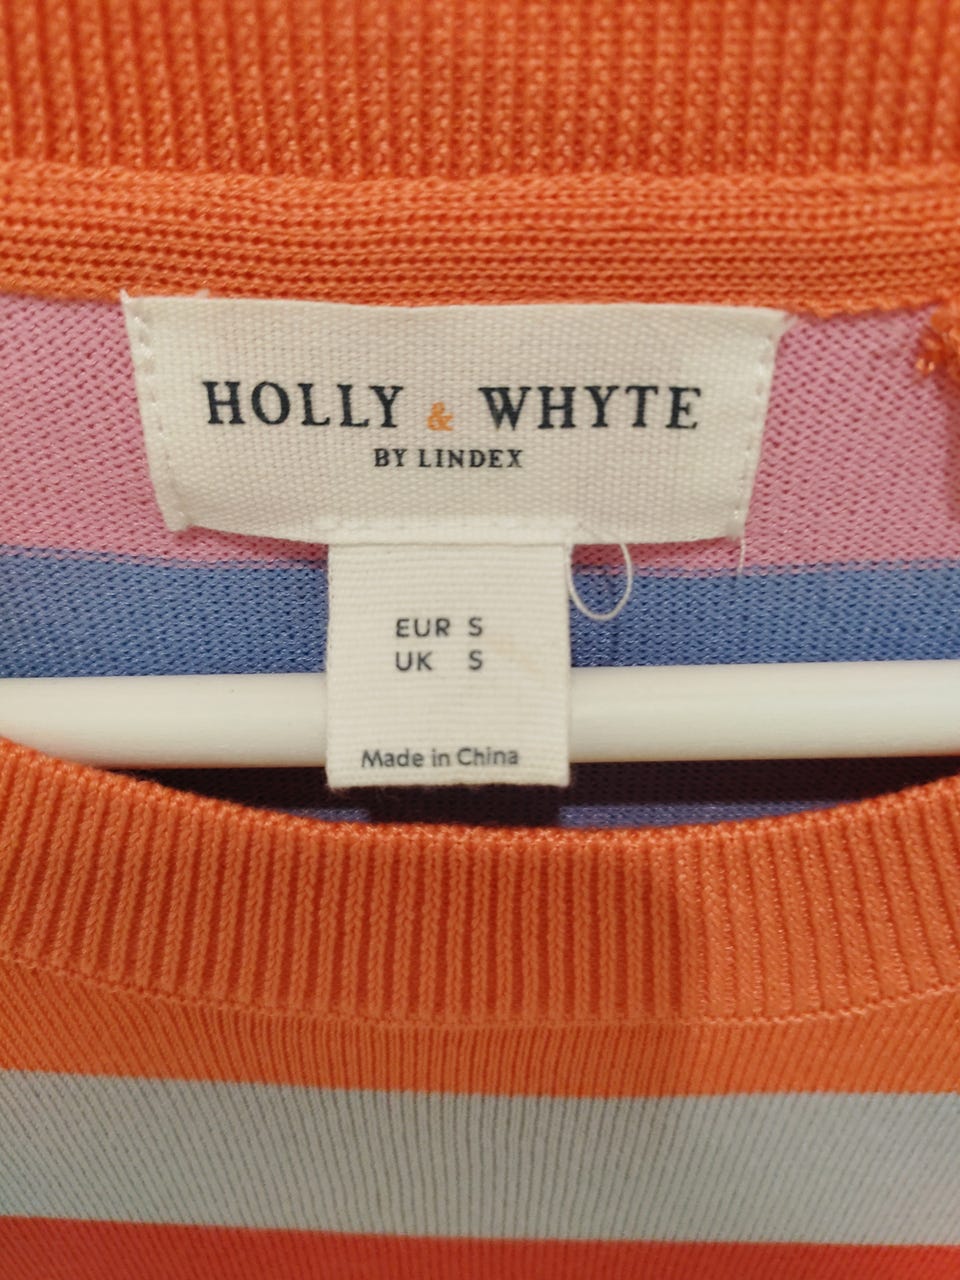 HOLLY & WHYTE
BY LINDEX
EUR S
UK S
Made in China